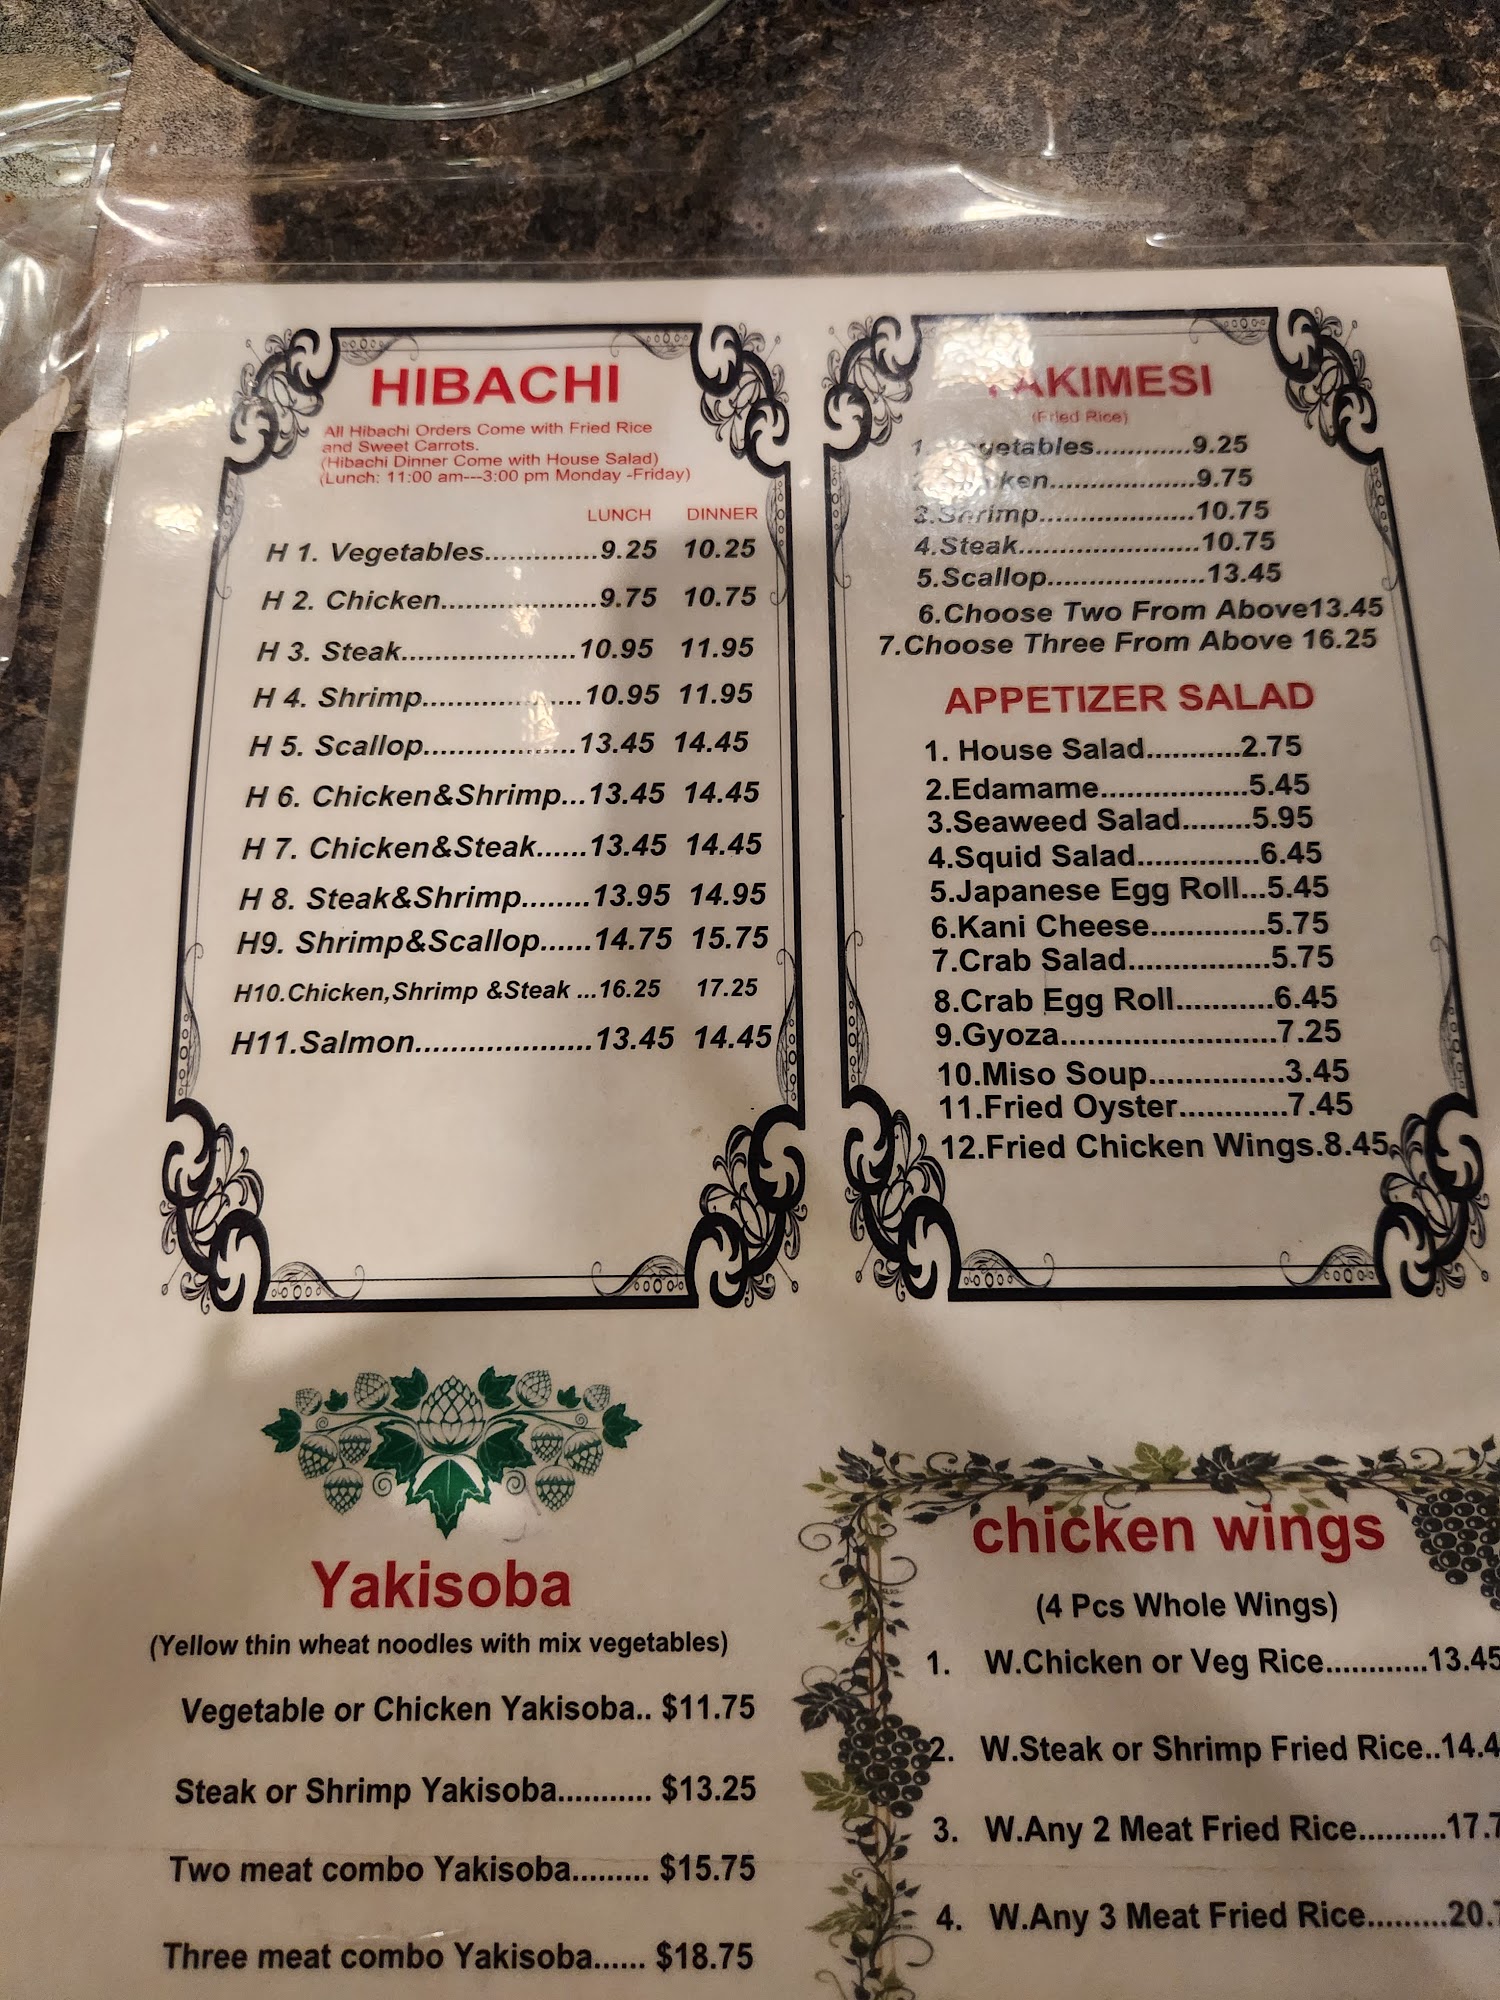 HIBACHI
All Hibachi Orders Come with Fried Rice
and Sweet Carrots.
(Hibachi Dinner Come with House Salad)
(Lunch: 11:00 am---3:00 pm Monday -Friday)
LUNCH DINNER
H 1. Vegetables..............9.25 10.25
H 2. Chicken...................9.75 10.75
H 3. Steak.....................10.95 11.95
H 4. Shrimp...................10.95 11.95
H 5. Scallop..................13.45 14.45
H 6. Chicken&Shrimp...13.45 14.45
H 7. Chicken&Steak......13.45 14.45
H 8. Steak&Shrimp........13.95 14.95
H9. Shrimp&Scallop......14.75 15.75
H10.Chicken,Shrimp &Steak ...16.25 17.25
H11.Salmon.....................13.45 14.45
YAKIMESI
(Fried Rice)
1. Vegetables............9.25
2.Chicken..................9.75
3.Shrimp...................10.75
4.Steak......................10.75
5.Scallop...................13.45
6.Choose Two From Above13.45
7.Choose Three From Above 16.25
APPETIZER SALAD
1. House Salad...........2.75
2.Edamame..................5.45
3.Seaweed Salad........5.95
4.Squid Salad..............6.45
5.Japanese Egg Roll...5.45
6.Kani Cheese.............5.75
7.Crab Salad................5.75
8.Crab Egg Roll...........6.45
9.Gyoza.........................7.25
10.Miso Soup................3.45
11.Fried Oyster............7.45
12.Fried Chicken Wings.8.45
Yakisoba
(Yellow thin wheat noodles with mix vegetables)
Vegetable or Chicken Yakisoba.. $11.75
Steak or Shrimp Yakisoba........... $13.25
Two meat combo Yakisoba......... $15.75
Three meat combo Yakisoba...... $18.75
chicken wings
(4 Pcs Whole Wings)
1. W.Chicken or Veg Rice............13.45
2. W.Steak or Shrimp Fried Rice..14.4
3. W.Any 2 Meat Fried Rice..........17.7
4. W.Any 3 Meat Fried Rice.........20.7